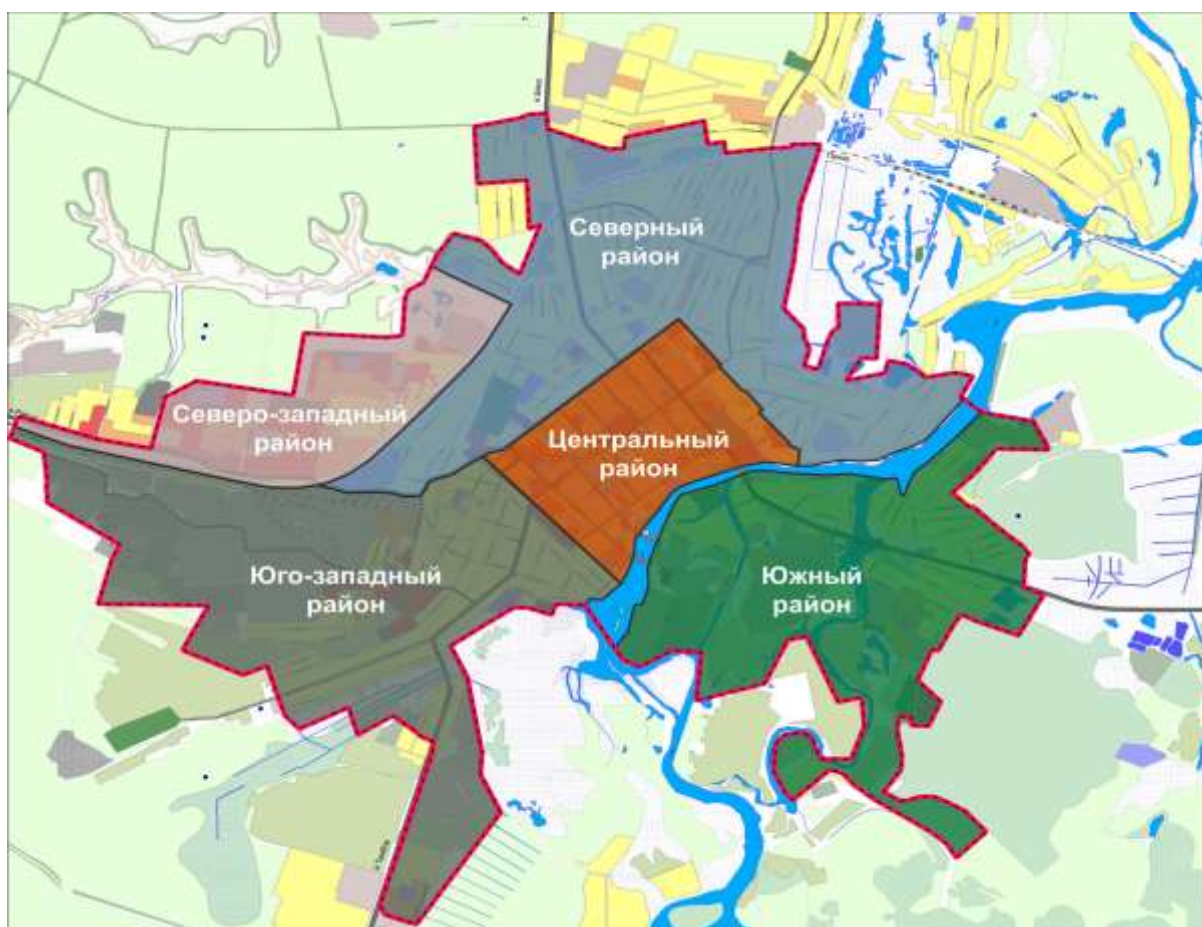 Северный
район
Северо-западный
район
Центральный
район
Юго-западный
район
Южный
район